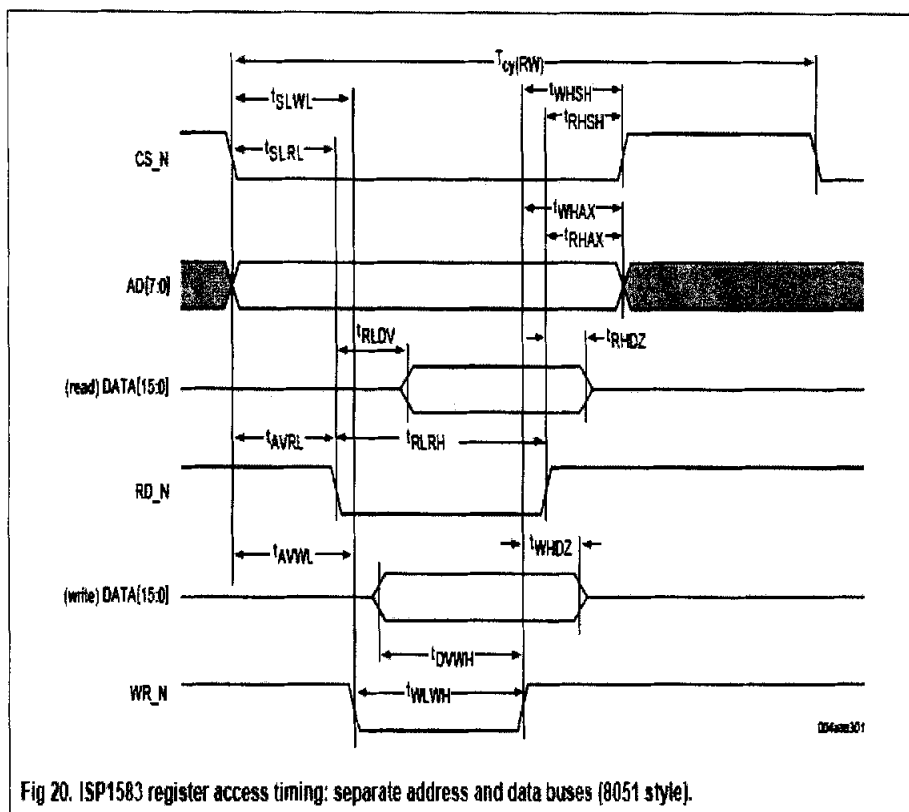 Tcy(RW)
tSLWL
tWHSH
tRHSH
CS_N
tSLRL
tWHAX
tRHAX
AD[7:0]
tRLDV
tRHDZ
(read) DATA[15:0]
tAVRL
tRLRH
RD_N
tAVWL
tWHDZ
(write) DATA[15:0]
tDVWH
tWLWH
WR_N
004aaa301
Fig 20. ISP1583 register access timing: separate address and data buses (8051 style).